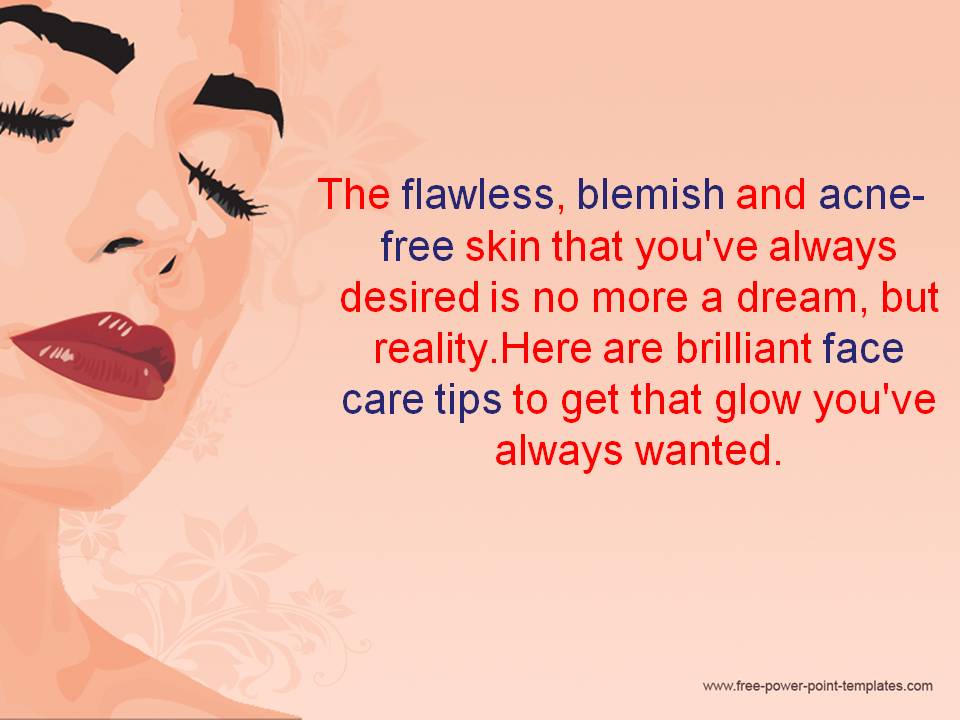 The flawless, blemish and acne-
free skin that you've always
desired is no more a dream, but
reality.Here are brilliant face
care tips to get that glow you've
always wanted.
www.free-power-point-templates.com